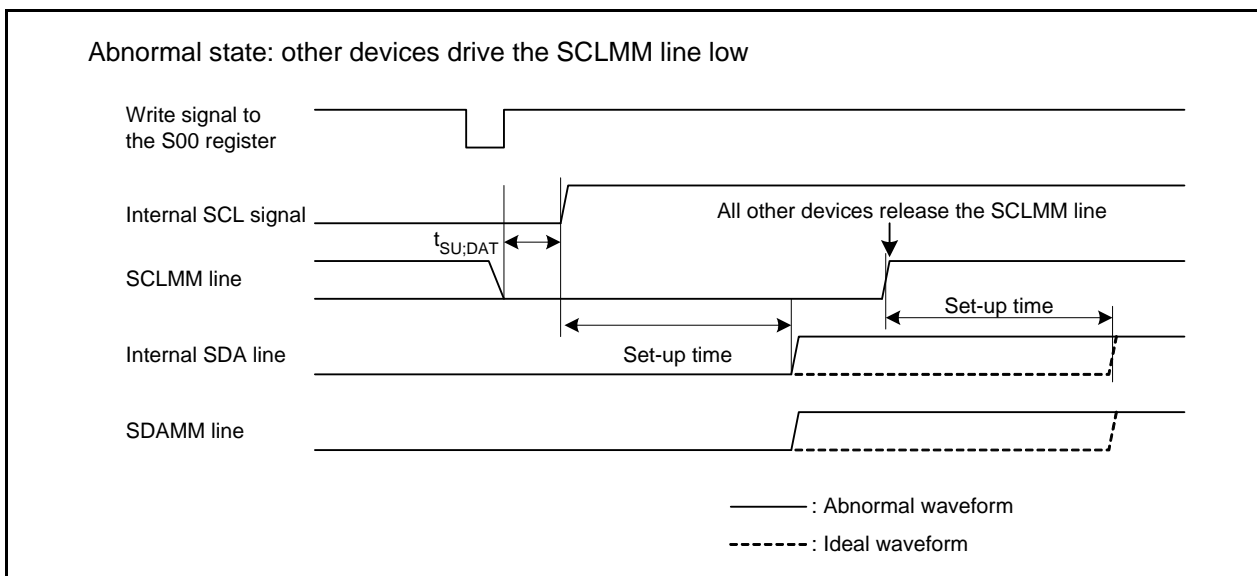 Abnormal state: other devices drive the SCLMM line low
Write signal to
the S00 register
Internal SCL signal
All other devices release the SCLMM line
tSU;DAT
SCLMM line
Set-up time
Internal SDA line
Set-up time
SDAMM line
: Abnormal waveform
: Ideal waveform